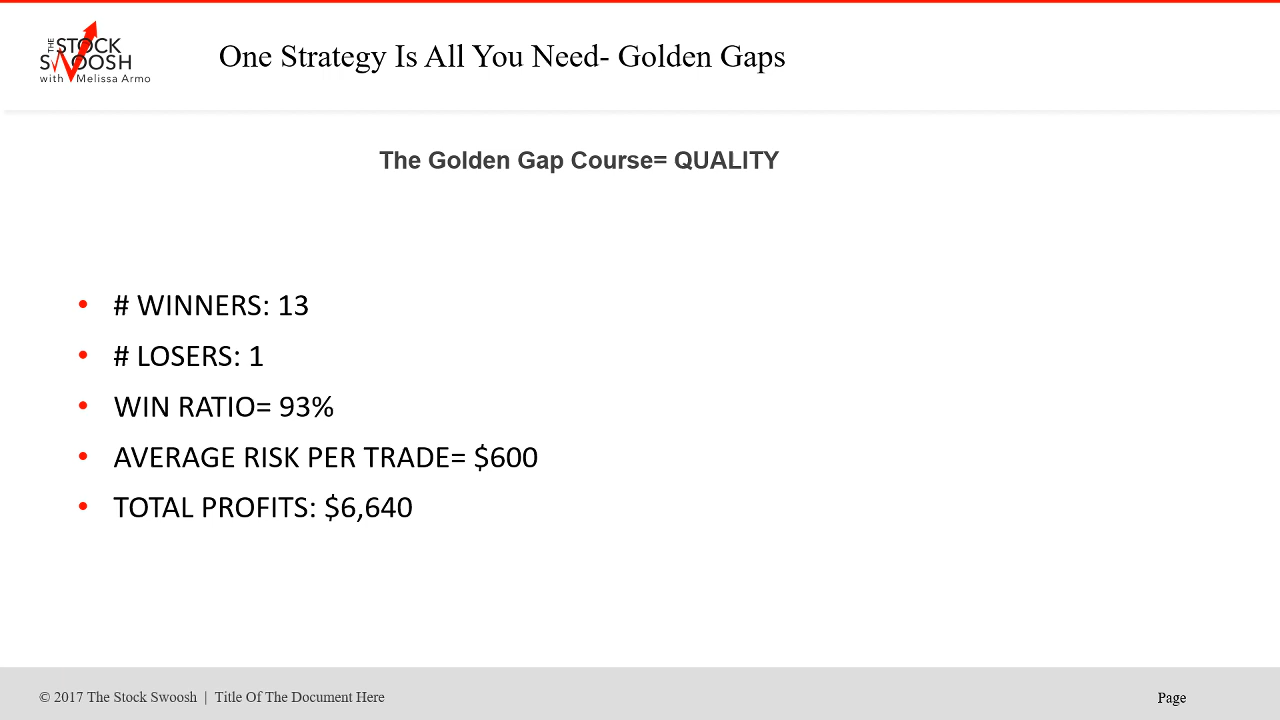 THE STOCK
SWOOSH
with Melissa Armo
One Strategy Is All You Need- Golden Gaps
The Golden Gap Course= QUALITY
• # WINNERS: 13
• # LOSERS: 1
• WIN RATIO= 93%
• AVERAGE RISK PER TRADE= $600
• TOTAL PROFITS: $6,640
© 2017 The Stock Swoosh | Title Of The Document Here
Page